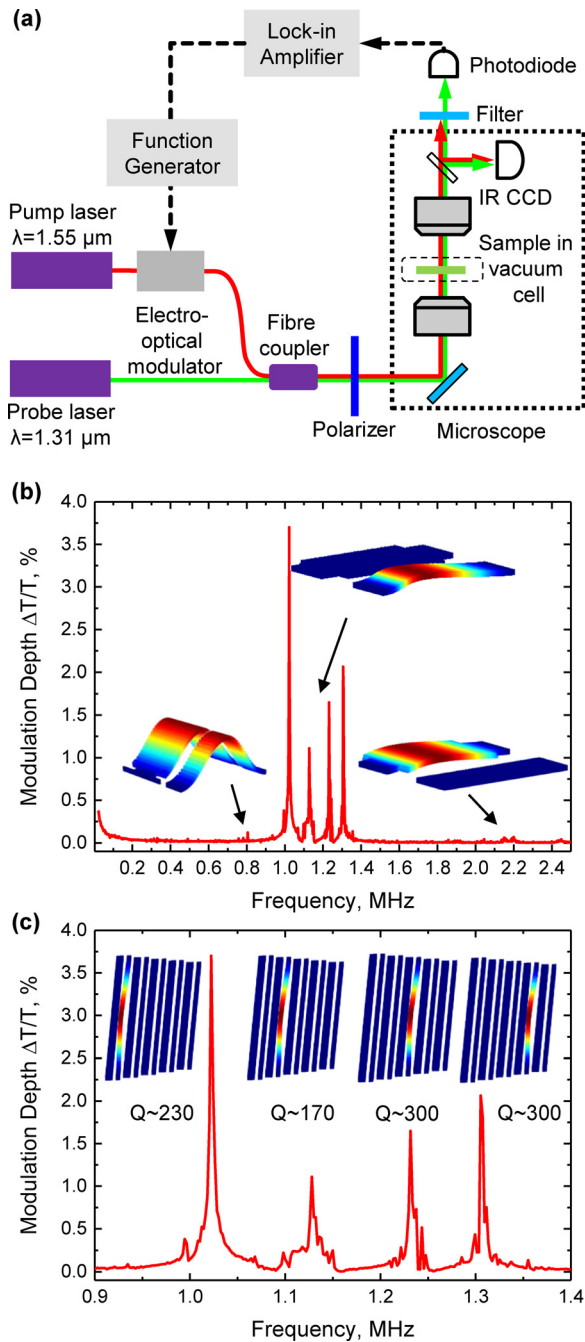 (a)
Lock-in
Amplifier
Photodiode
Filter
Function
Generator
IR CCD
Pump laser
λ=1.55 µm
Sample in
vacuum
cell
Electro-
optical
modulator
Fibre
coupler
Probe laser
λ=1.31 µm
Polarizer
Microscope
(b)
Modulation Depth ΔT/T, %
4.0
3.5
3.0
2.5
2.0
1.5
1.0
0.5
0.0
0.2 0.4 0.6 0.8 1.0 1.2 1.4 1.6 1.8 2.0 2.2 2.4
Frequency, MHz
(c)
Modulation Depth ΔT/T, %
4.0
3.5
3.0
2.5
2.0
1.5
1.0
0.5
0.0
Q~230 Q~170 Q~300 Q~300
0.9 1.0 1.1 1.2 1.3 1.4
Frequency, MHz